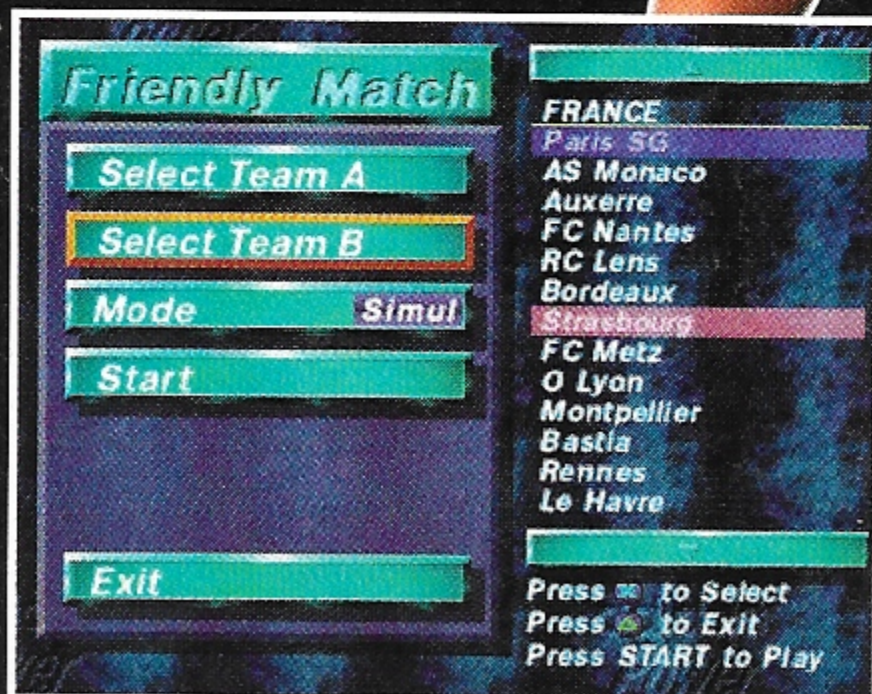 Friendly Match
Select Team A
Select Team B
Mode Simul
Start
Exit
FRANCE
Paris SG
AS Monaco
Auxerre
FC Nantes
RC Lens
Bordeaux
Strasbourg
FC Metz
O Lyon
Montpellier
Bastia
Rennes
Le Havre
Press to Select
Press to Exit
Press START to Play